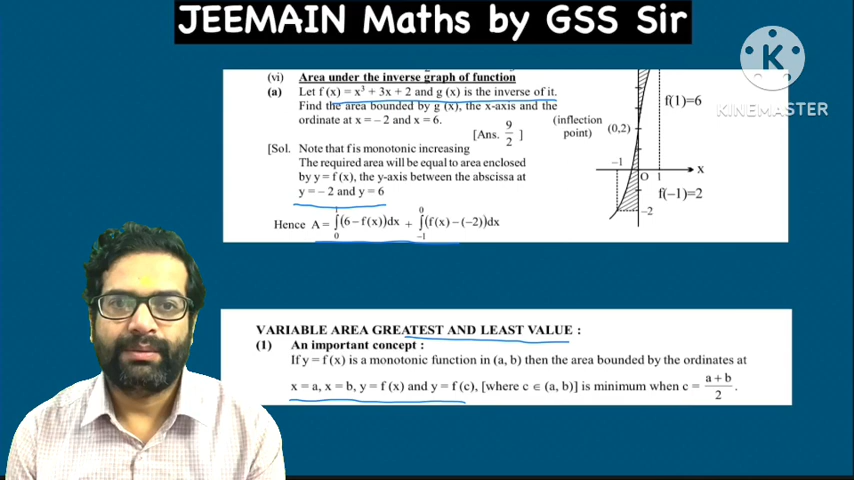 JEEMAIN Maths by GSS Sir
K
KINEMASTER
(vi) Area under the inverse graph of function
(a) Let f (x) = x³ + 3x + 2 and g (x) is the inverse of it.
Find the area bounded by g (x), the x-axis and the
ordinate at x = – 2 and x = 6.
[Ans. 9/2 ]
[Sol. Note that f is monotonic increasing
The required area will be equal to area enclosed
by y = f (x), the y-axis between the abscissa at
y = – 2 and y = 6
Hence A = ∫₀¹(6 – f(x))dx + ∫₋₁⁰(f(x) – (–2))dx
f(1)=6
(inflection
point)
(0,2)
–1
O
1
x
f(–1)=2
–2
VARIABLE AREA GREATEST AND LEAST VALUE :
(1) An important concept :
If y = f (x) is a monotonic function in (a, b) then the area bounded by the ordinates at
x = a, x = b, y = f (x) and y = f (c), [where c ∈ (a, b)] is minimum when c = a + b / 2 .